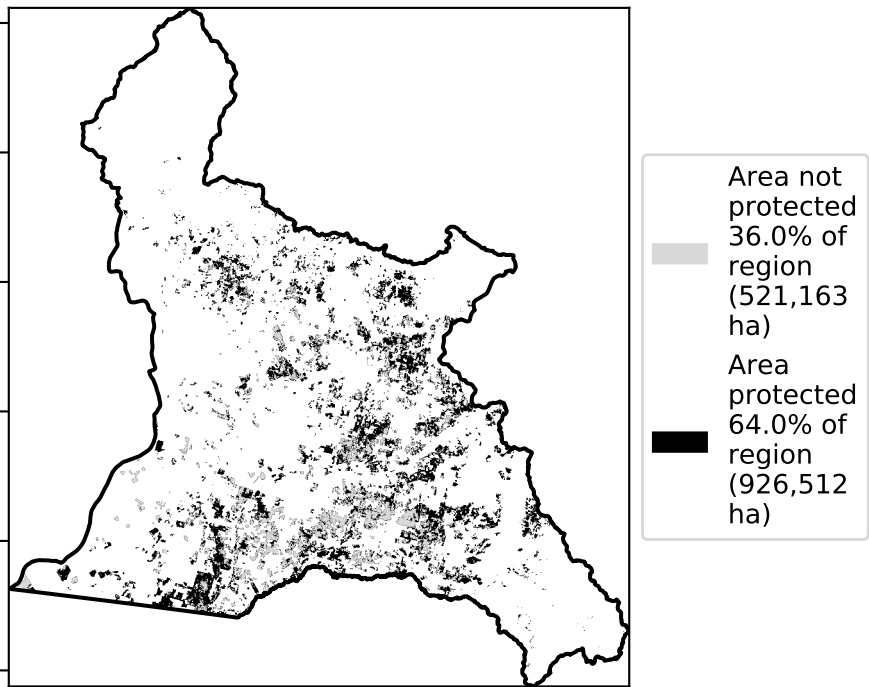 Area not
protected
36.0% of
region
(521,163
ha)
Area
protected
64.0% of
region
(926,512
ha)